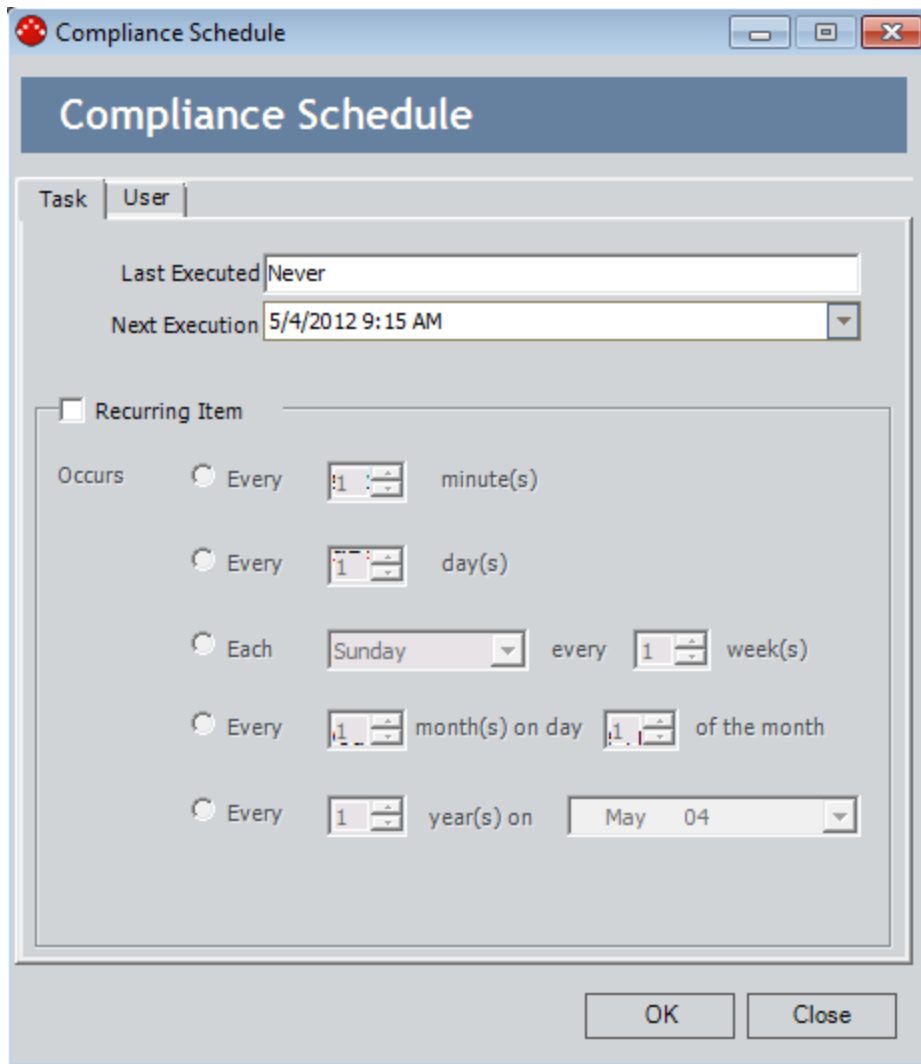 Compliance Schedule
Compliance Schedule
Task User
Last Executed Never
Next Execution 5/4/2012 9:15 AM
Recurring Item
Occurs Every 1 minute(s)
Every 1 day(s)
Each Sunday every 1 week(s)
Every 1 month(s) on day 1 of the month
Every 1 year(s) on May 04
OK Close